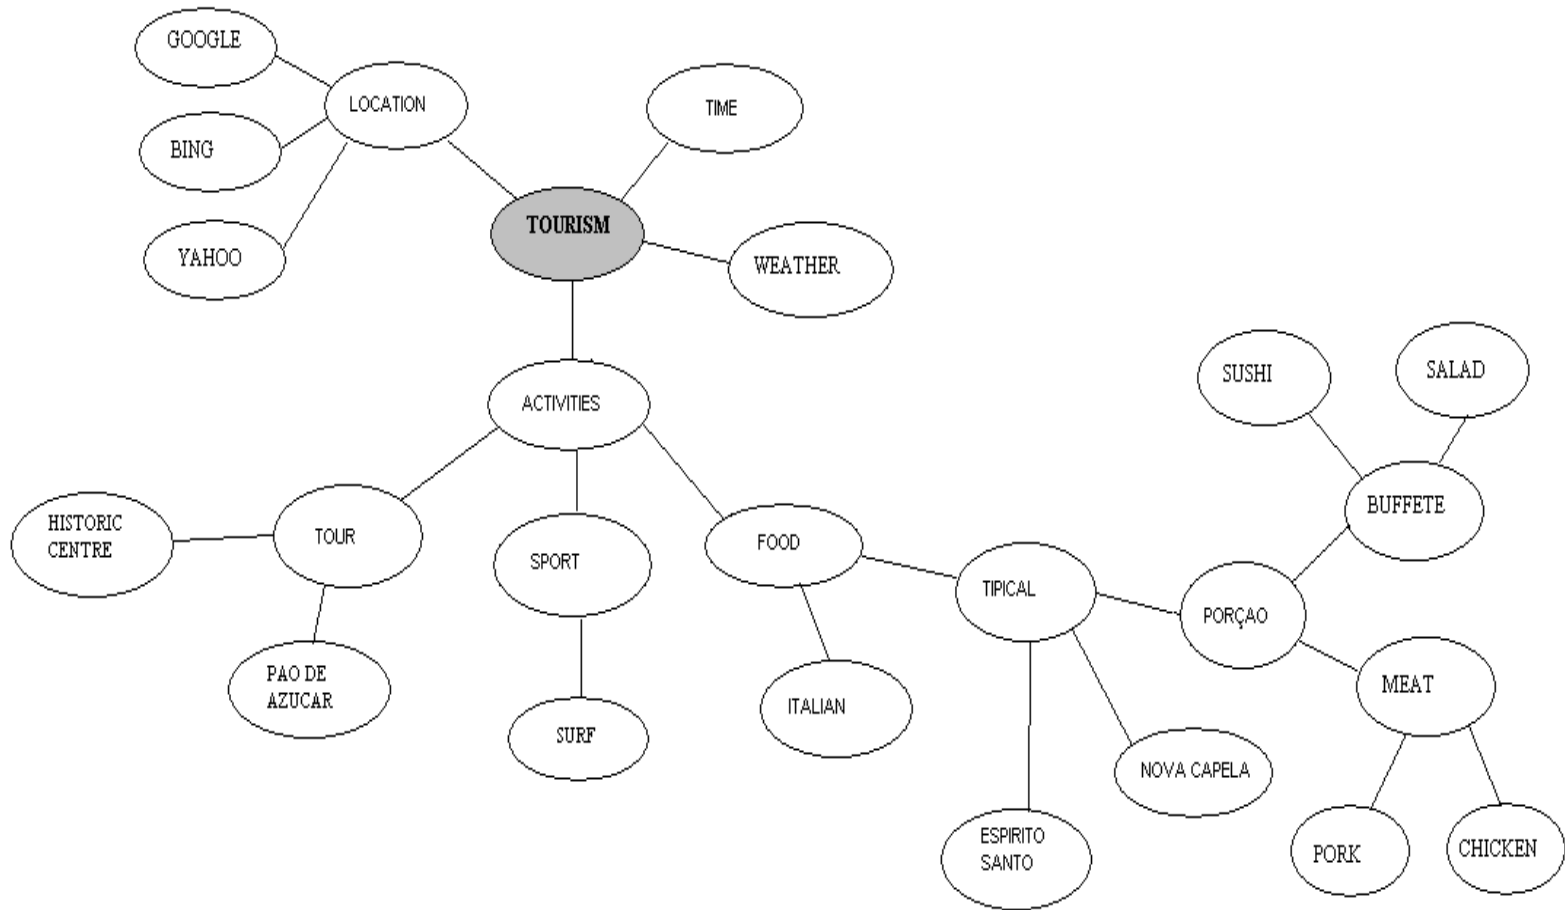 GOOGLE
LOCATION
TIME
BING
TOURISM
YAHOO
WEATHER
SUSHI
SALAD
ACTIVITIES
BUFFETE
HISTORIC
CENTRE
TOUR
SPORT
FOOD
TIPICAL
PORÇAO
PAO DE
AZUCAR
SURF
ITALIAN
MEAT
NOVA CAPELA
ESPIRITO
SANTO
PORK
CHICKEN